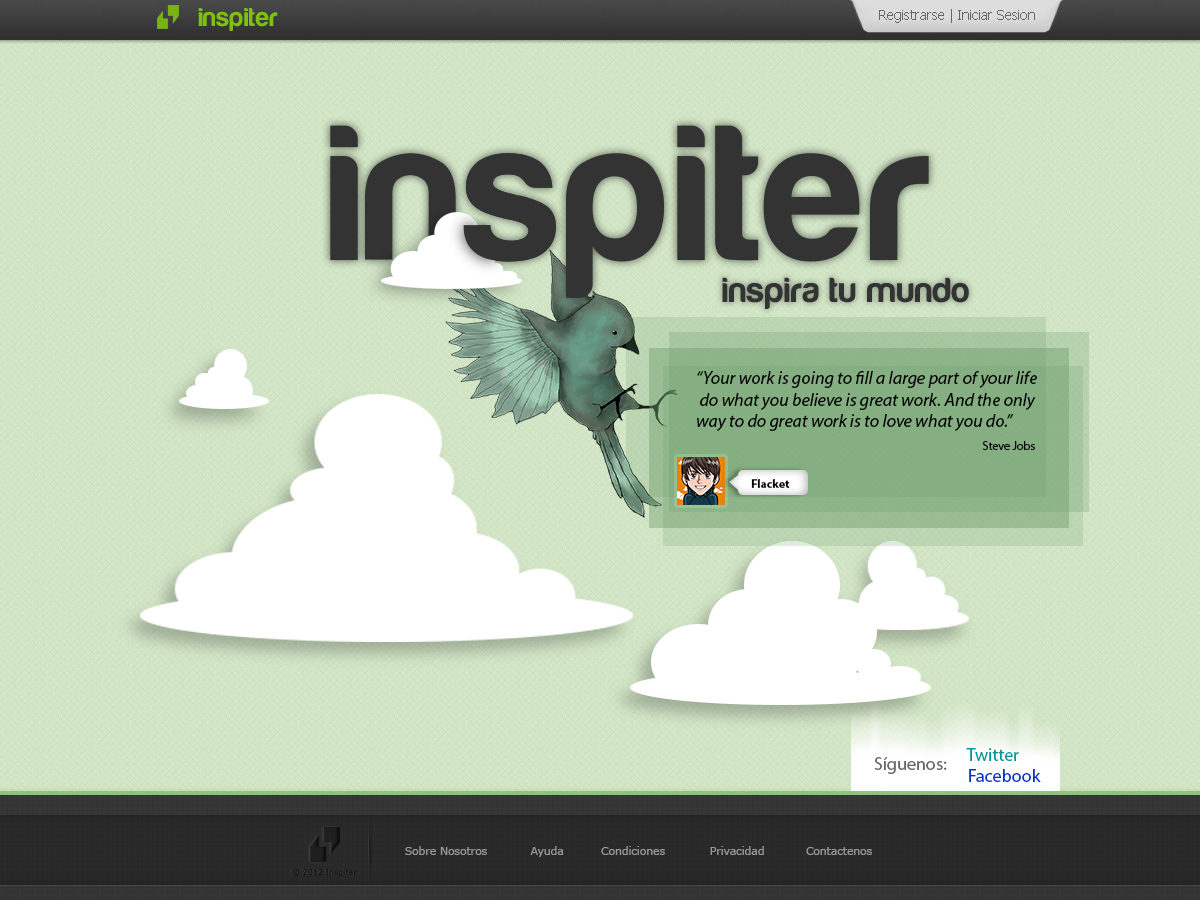 inspiter
Registrarse | Iniciar Sesion
inspiter
inspira tu mundo
“Your work is going to fill a large part of your life
do what you believe is great work. And the only
way to do great work is to love what you do.”
Steve Jobs
Flacket
Síguenos:
Twitter
Facebook
Sobre Nosotros
Ayuda
Condiciones
Privacidad
Contactenos
© 2012 Inspiter